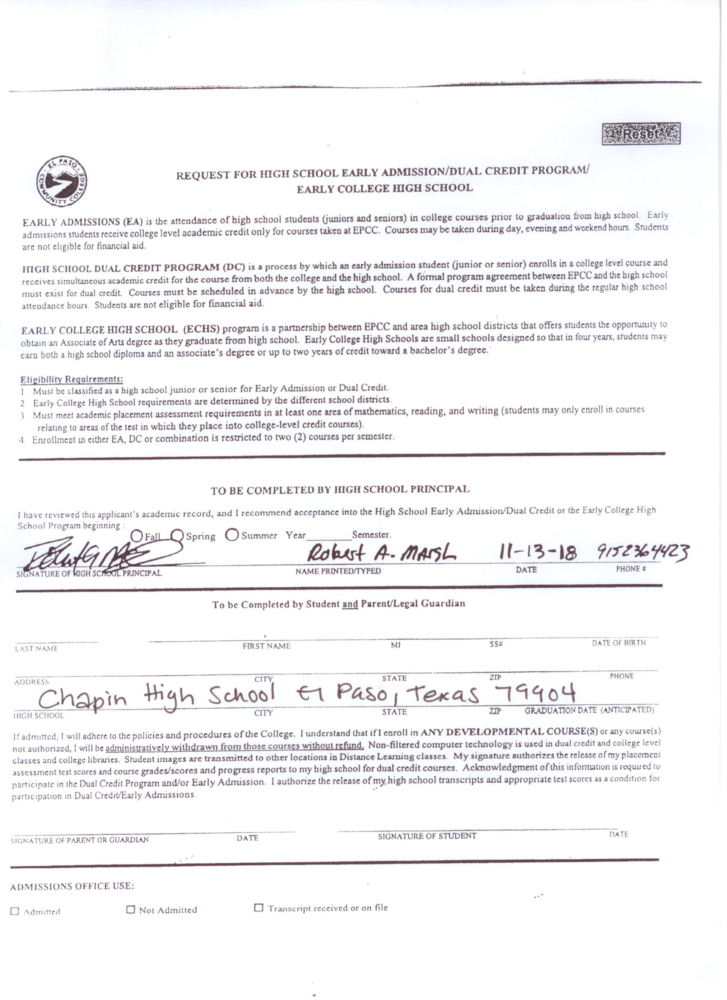 Reset
EL PASO COMMUNITY COLLEGE
REQUEST FOR HIGH SCHOOL EARLY ADMISSION/DUAL CREDIT PROGRAM/
EARLY COLLEGE HIGH SCHOOL
EARLY ADMISSIONS (EA) is the attendance of high school students (juniors and seniors) in college courses prior to graduation from high school. Early
admissions students receive college level academic credit only for courses taken at EPCC. Courses may be taken during day, evening and weekend hours. Students
are not eligible for financial aid.
HIGH SCHOOL DUAL CREDIT PROGRAM (DC) is a process by which an early admission student (junior or senior) enrolls in a college level course and
receives simultaneous academic credit for the course from both the college and the high school. A formal program agreement between EPCC and the high school
must exist for dual credit. Courses must be scheduled in advance by the high school. Courses for dual credit must be taken during the regular high school
attendance hours. Students are not eligible for financial aid.
EARLY COLLEGE HIGH SCHOOL (ECHS) program is a partnership between EPCC and area high school districts that offers students the opportunity to
obtain an Associate of Arts degree as they graduate from high school. Early College High Schools are small schools designed so that in four years, students may
earn both a high school diploma and an associate's degree or up to two years of credit toward a bachelor's degree.
Eligibility Requirements:
1. Must be classified as a high school junior or senior for Early Admission or Dual Credit.
2 Early College High School requirements are determined by the different school districts.
3 Must meet academic placement assessment requirements in at least one area of mathematics, reading, and writing (students may only enroll in courses
relating to areas of the test in which they place into college-level credit courses).
4. Enrollment in either EA, DC or combination is restricted to two (2) courses per semester.
TO BE COMPLETED BY HIGH SCHOOL PRINCIPAL
I have reviewed this applicant's academic record, and I recommend acceptance into the High School Early Admission/Dual Credit or the Early College High
School Program beginning :
Fall Spring Summer Year______Semester.
Robert A. Marsh 11-13-18 9152364423
SIGNATURE OF HIGH SCHOOL PRINCIPAL NAME PRINTED/TYPED DATE PHONE #
To be Completed by Student and Parent/Legal Guardian
LAST NAME FIRST NAME MI SS# DATE OF BIRTH
ADDRESS CITY STATE ZIP PHONE
Chapin High School El Paso, Texas 79904
HIGH SCHOOL CITY STATE ZIP GRADUATION DATE (ANTICIPATED)
If admitted, I will adhere to the policies and procedures of the College. I understand that if I enroll in ANY DEVELOPMENTAL COURSE(S) or any course(s)
not authorized, I will be administratively withdrawn from those courses without refund. Non-filtered computer technology is used in dual credit and college level
classes and college libraries. Student images are transmitted to other locations in Distance Learning classes. My signature authorizes the release of my placement
assessment test scores and course grades/scores and progress reports to my high school for dual credit courses. Acknowledgment of this information is required to
participate in the Dual Credit Program and/or Early Admission. I authorize the release of my high school transcripts and appropriate test scores as a condition for
participation in Dual Credit/Early Admissions.
SIGNATURE OF PARENT OR GUARDIAN DATE SIGNATURE OF STUDENT DATE
ADMISSIONS OFFICE USE:
Admitted Not Admitted Transcript received or on file